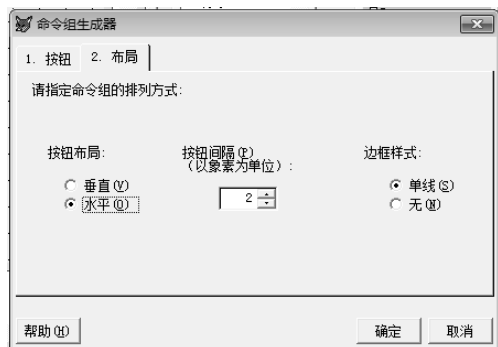 命令组生成器
1. 按钮 2. 布局
请指定命令组的排列方式:
按钮布局: 按钮间隔(P) 边框样式:
(以象素为单位):
垂直(V) 2 单线(S)
水平(O) 无(N)
帮助(H) 确定 取消